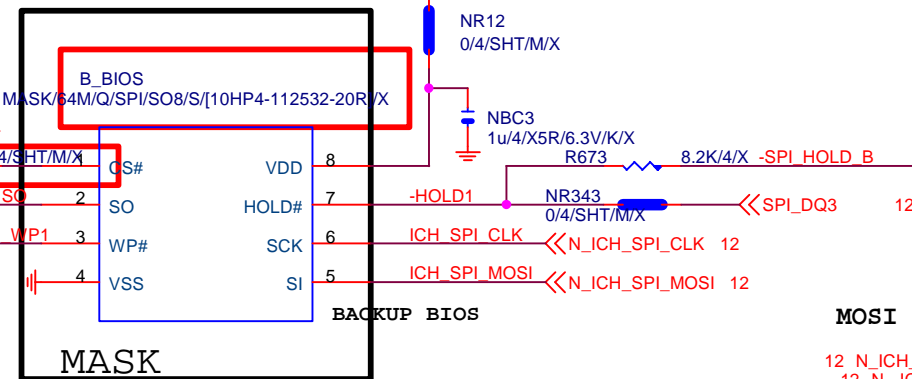 NR12
0/4/SHT/M/X
B_BIOS
MASK/64M/Q/SPI/SO8/S/[10HP4-112532-20R]/X
NBC3
1u/4/X5R/6.3V/K/X
4/SHT/M/X
1 CS#
VDD 8
R673 8.2K/4/X -SPI_HOLD_B
SO 2 SO
HOLD# 7 -HOLD1
NR343
0/4/SHT/M/X
SPI_DQ3 12
WP1 3 WP#
SCK 6 ICH_SPI_CLK N_ICH_SPI_CLK 12
4 VSS
SI 5 ICH_SPI_MOSI N_ICH_SPI_MOSI 12
BACKUP BIOS
MOSI
MASK
12 N_ICH_